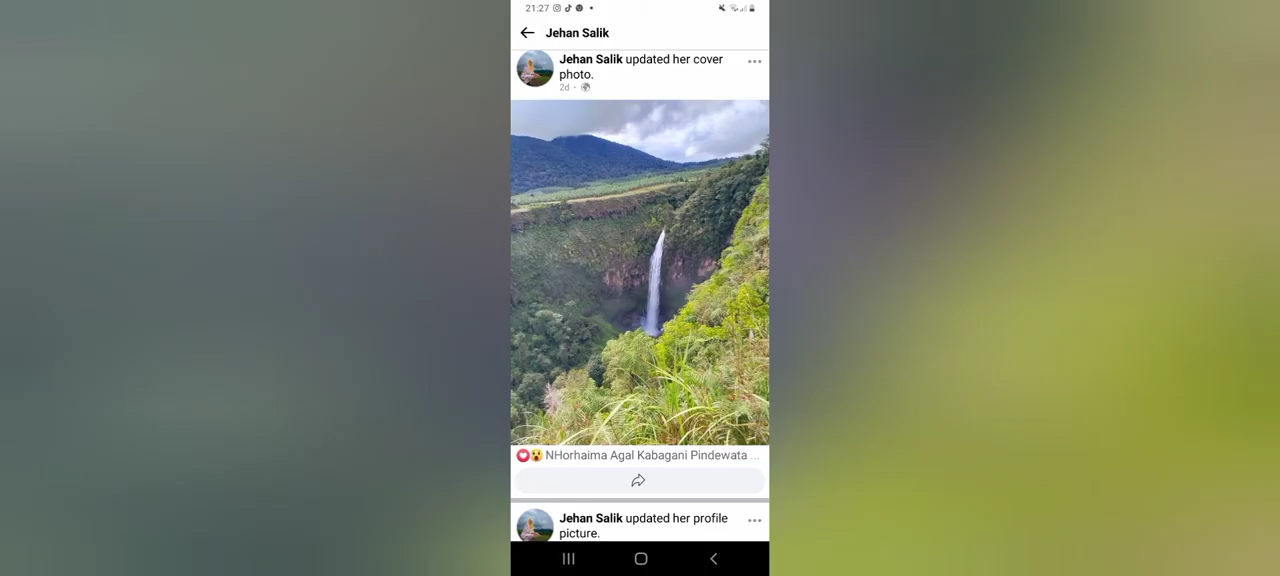 21:27
Jehan Salik
Jehan Salik updated her cover
photo.
2d ·
NHorhaima Agal Kabagani Pindewata ...
Jehan Salik updated her profile
picture.